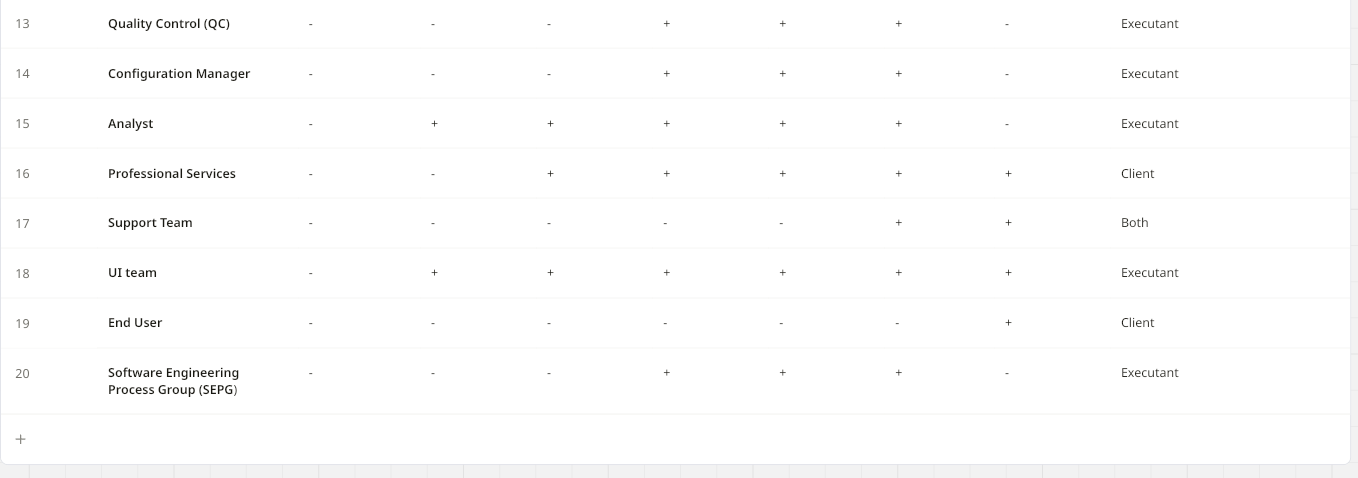 13 Quality Control (QC) - - - + + + - Executant
14 Configuration Manager - - - + + + - Executant
15 Analyst - + + + + + - Executant
16 Professional Services - - + + + + + Client
17 Support Team - - - - - + + Both
18 UI team - + + + + + + Executant
19 End User - - - - - - + Client
20 Software Engineering - - - + + + - Executant
Process Group (SEPG)
+